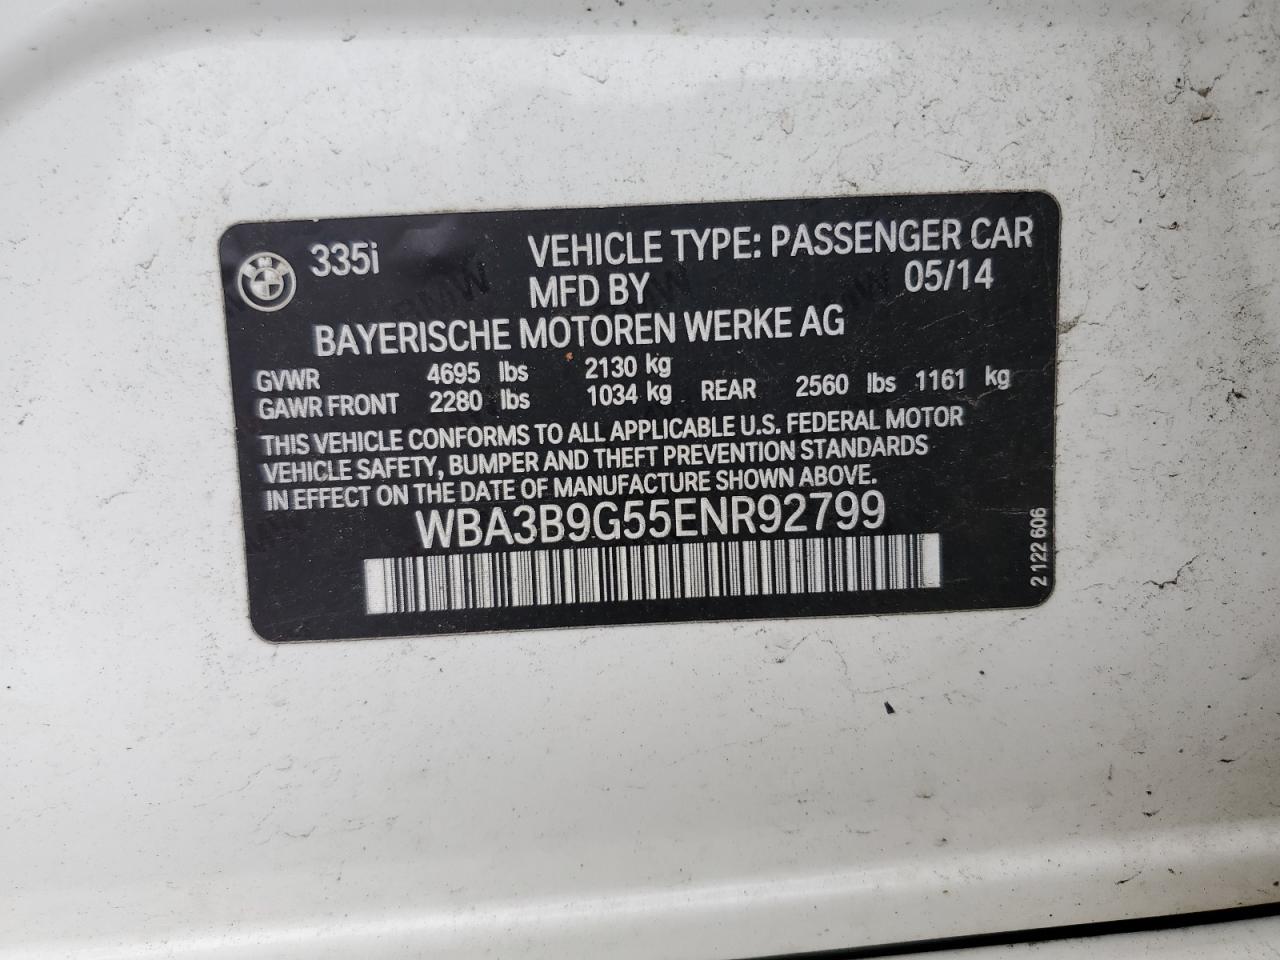 335i VEHICLE TYPE: PASSENGER CAR
MFD BY 05/14
BAYERISCHE MOTOREN WERKE AG
GVWR 4695 lbs 2130 kg
GAWR FRONT 2280 lbs 1034 kg REAR 2560 lbs 1161 kg
THIS VEHICLE CONFORMS TO ALL APPLICABLE U.S. FEDERAL MOTOR
VEHICLE SAFETY, BUMPER AND THEFT PREVENTION STANDARDS
IN EFFECT ON THE DATE OF MANUFACTURE SHOWN ABOVE.
WBA3B9G55ENR92799
2 122 606